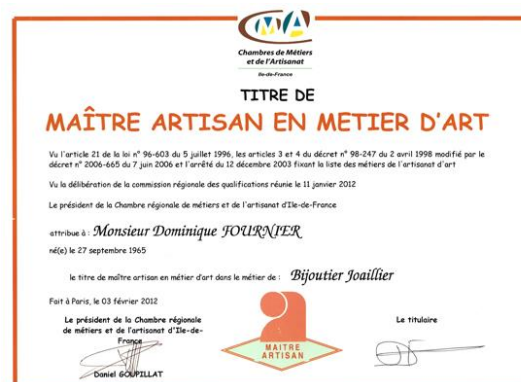 CMA
Chambres de Métiers
et de l'Artisanat
Ile-de-France
TITRE DE
MAÎTRE ARTISAN EN METIER D'ART
Vu l'article 21 de la loi n° 96-603 du 5 juillet 1996, les articles 3 et 4 du décret n° 98-247 du 2 avril 1998 modifié par le
décret n° 2006-665 du 7 juin 2006 et l'arrêté du 12 décembre 2003 fixant la liste des métiers de l'artisanat d'art
Vu la délibération de la commission régionale des qualifications réunie le 11 janvier 2012
Le président de la Chambre régionale de métiers et de l'artisanat d'Ile-de-France
attribue à : Monsieur Dominique FOURNIER
né(e) le 27 septembre 1965
le titre de maître artisan en métier d'art dans le métier de : Bijoutier Joaillier
Fait à Paris, le 03 février 2012
Le président de la Chambre régionale
de métiers et de l'artisanat d'Ile-de-
France
Daniel GOUPILLAT
MAITRE
ARTISAN
Le titulaire